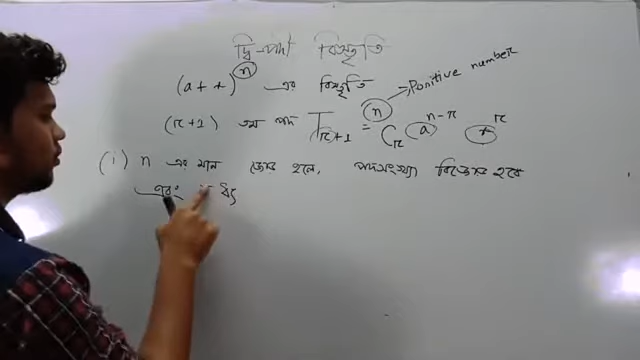 দ্বি-পদী বিস্তৃতি
(a+x)^n এর বিস্তৃতি
(r+1) তম পদ T_{r+1} = ^nC_r a^{n-r} x^r → Positive number
(i) n এর মান জোড় হলে, পদসংখ্যা বিজোড় হবে
এবং